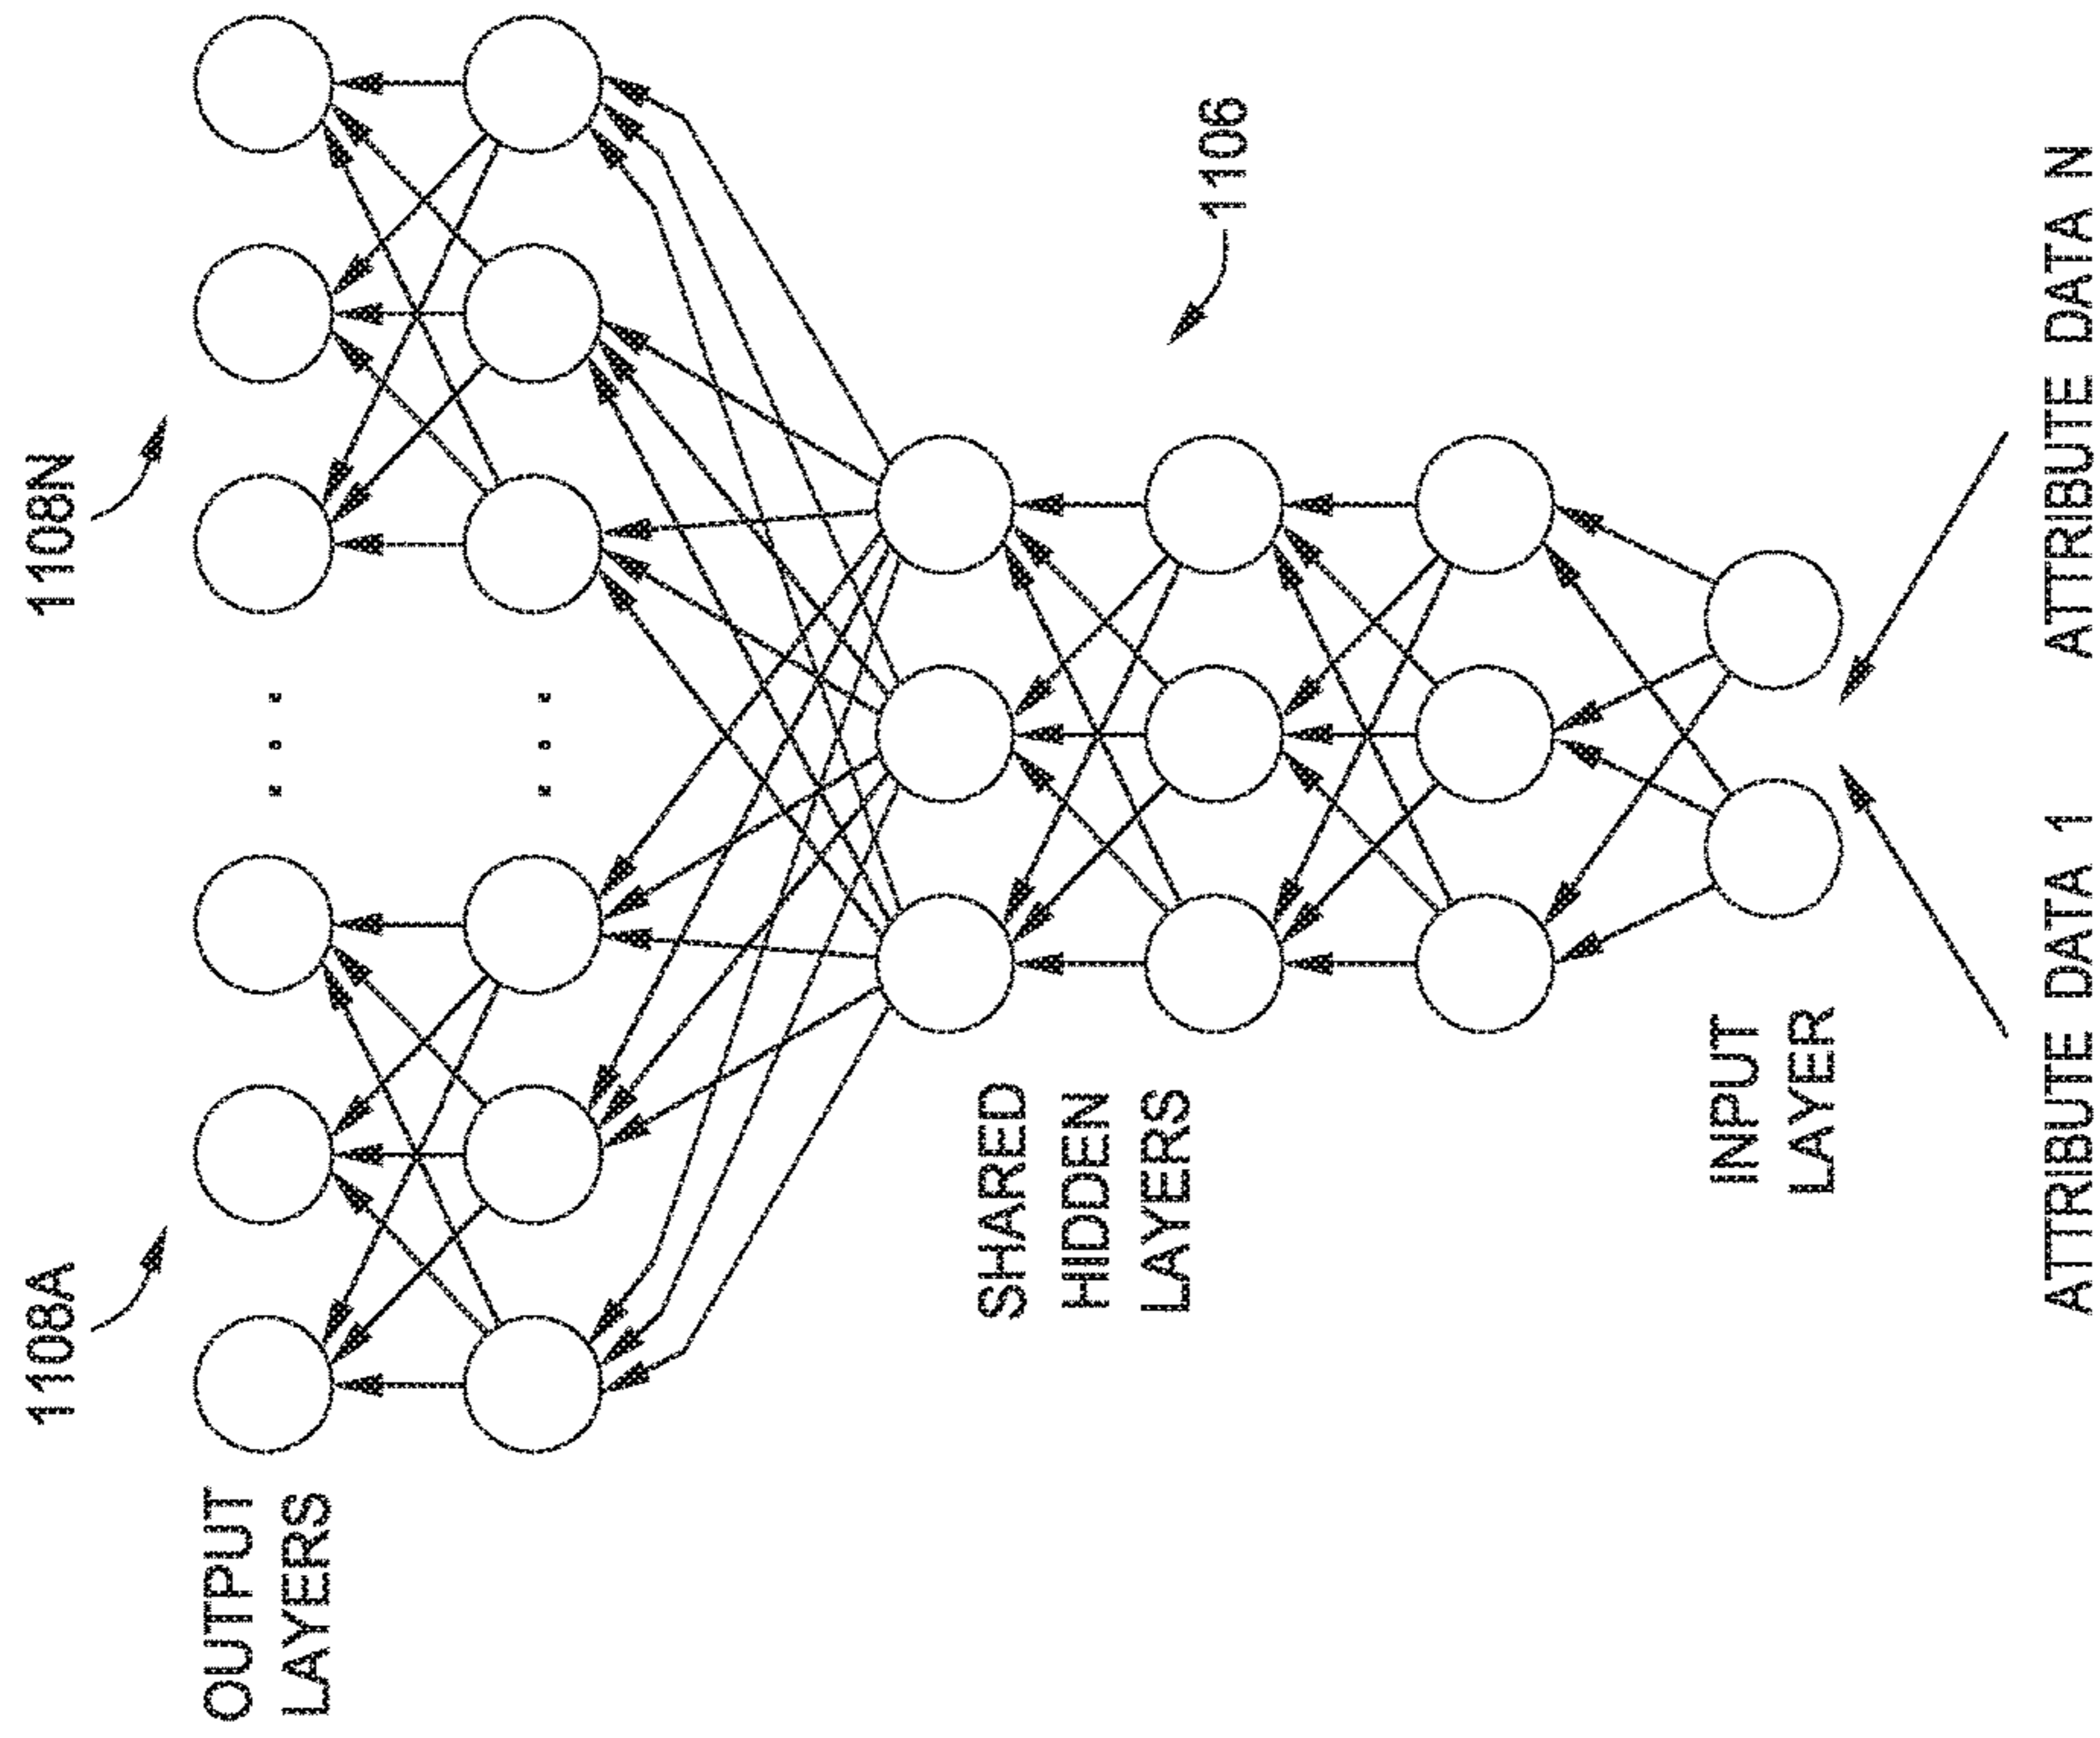 1108A
1108N
OUTPUT
LAYERS
. . .
. . .
SHARED
HIDDEN
LAYERS
1106
INPUT
LAYER
ATTRIBUTE DATA 1
ATTRIBUTE DATA N